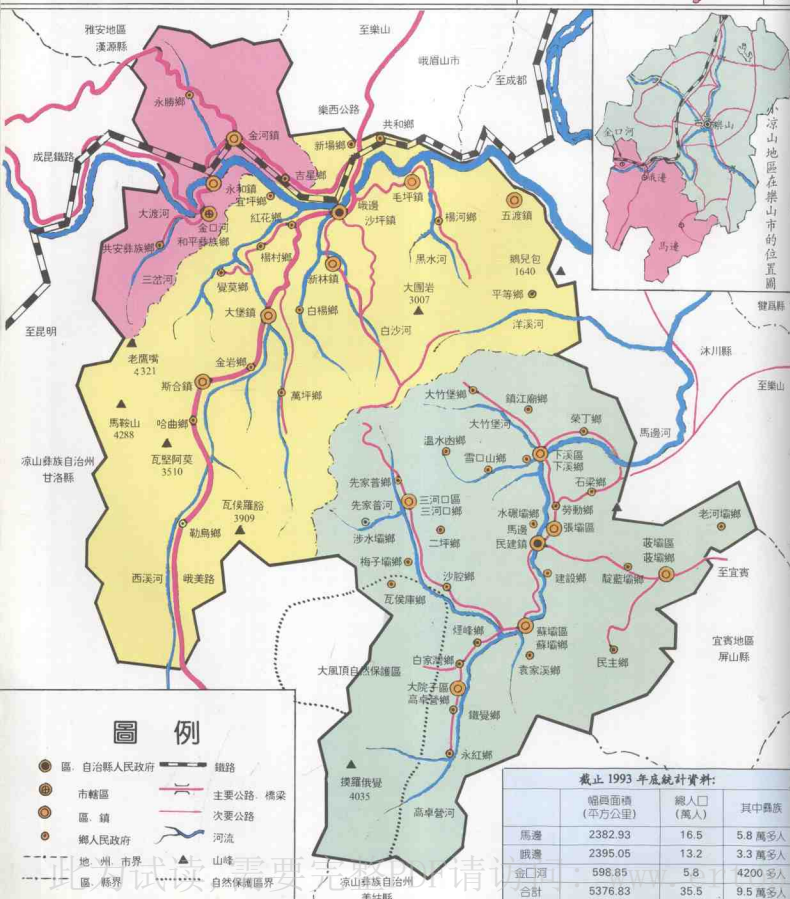 雅安地區
漢源縣
至樂山
峨眉山市
至成都
樂西公路
永勝鄉
金河鎮
新場鄉
共和鄉
成昆鐵路
吉星鄉
永和鎮
宜坪鄉
大渡河
金口河
和平彝族鄉
紅花鄉
峨邊
沙坪鎮
毛坪鎮
五渡鎮
楊河鄉
共安彝族鄉
楊村鄉
黑水河
三岔河
覺莫鄉
新林鎮
大圍岩
3007
鵝兒包
1640
平等鄉
至昆明
大堡鎮
白楊鄉
白沙河
洋溪河
犍爲縣
沐川縣
至樂山
老鷹嘴
4321
金岩鄉
斯合鎮
萬坪鄉
馬鞍山
4288
哈曲鄉
瓦堅阿莫
3510
大竹堡鄉
鎮江廟鄉
大竹堡河
榮丁鄉
馬邊河
溫水凼鄉
雪口山鄉
下溪區
下溪鄉
石梁鄉
凉山彝族自治州
甘洛縣
先家普鄉
三河口區
三河口鄉
先家普河
瓦侯羅豁
3909
涉水壩鄉
二坪鄉
水碾壩鄉
勞動鄉
馬邊
張壩區
民建鎮
老河壩鄉
菝壩區
菝壩鄉
勒烏鄉
梅子壩鄉
沙腔鄉
建設鄉
靛藍壩鄉
至宜賓
西溪河
峨美路
瓦侯庫鄉
煙峰鄉
蘇壩區
蘇壩鄉
民主鄉
宜賓地區
屏山縣
大風頂自然保護區
白家灣鄉
袁家溪鄉
大院子區
高卓營鄉
鐵覺鄉
永紅鄉
摸羅俄覺
4035
高卓營河
凉山彝族自治州
美姑縣
金口河
樂山
峨邊
馬邊
小凉山地區在樂山市的位置圖
圖 例
區．自治縣人民政府
鐵路
市轄區
主要公路．橋梁
區．鎮
次要公路
鄉人民政府
河流
地．州．市界
山峰
區．縣界
自然保護區界
截止 1993 年底統計資料:
幅員面積 總人口 其中彝族
(平方公里) (萬人)
馬邊 2382.93 16.5 5.8 萬多人
峨邊 2395.05 13.2 3.3 萬多人
金口河 598.85 5.8 4200 多人
合計 5376.83 35.5 9.5 萬多人